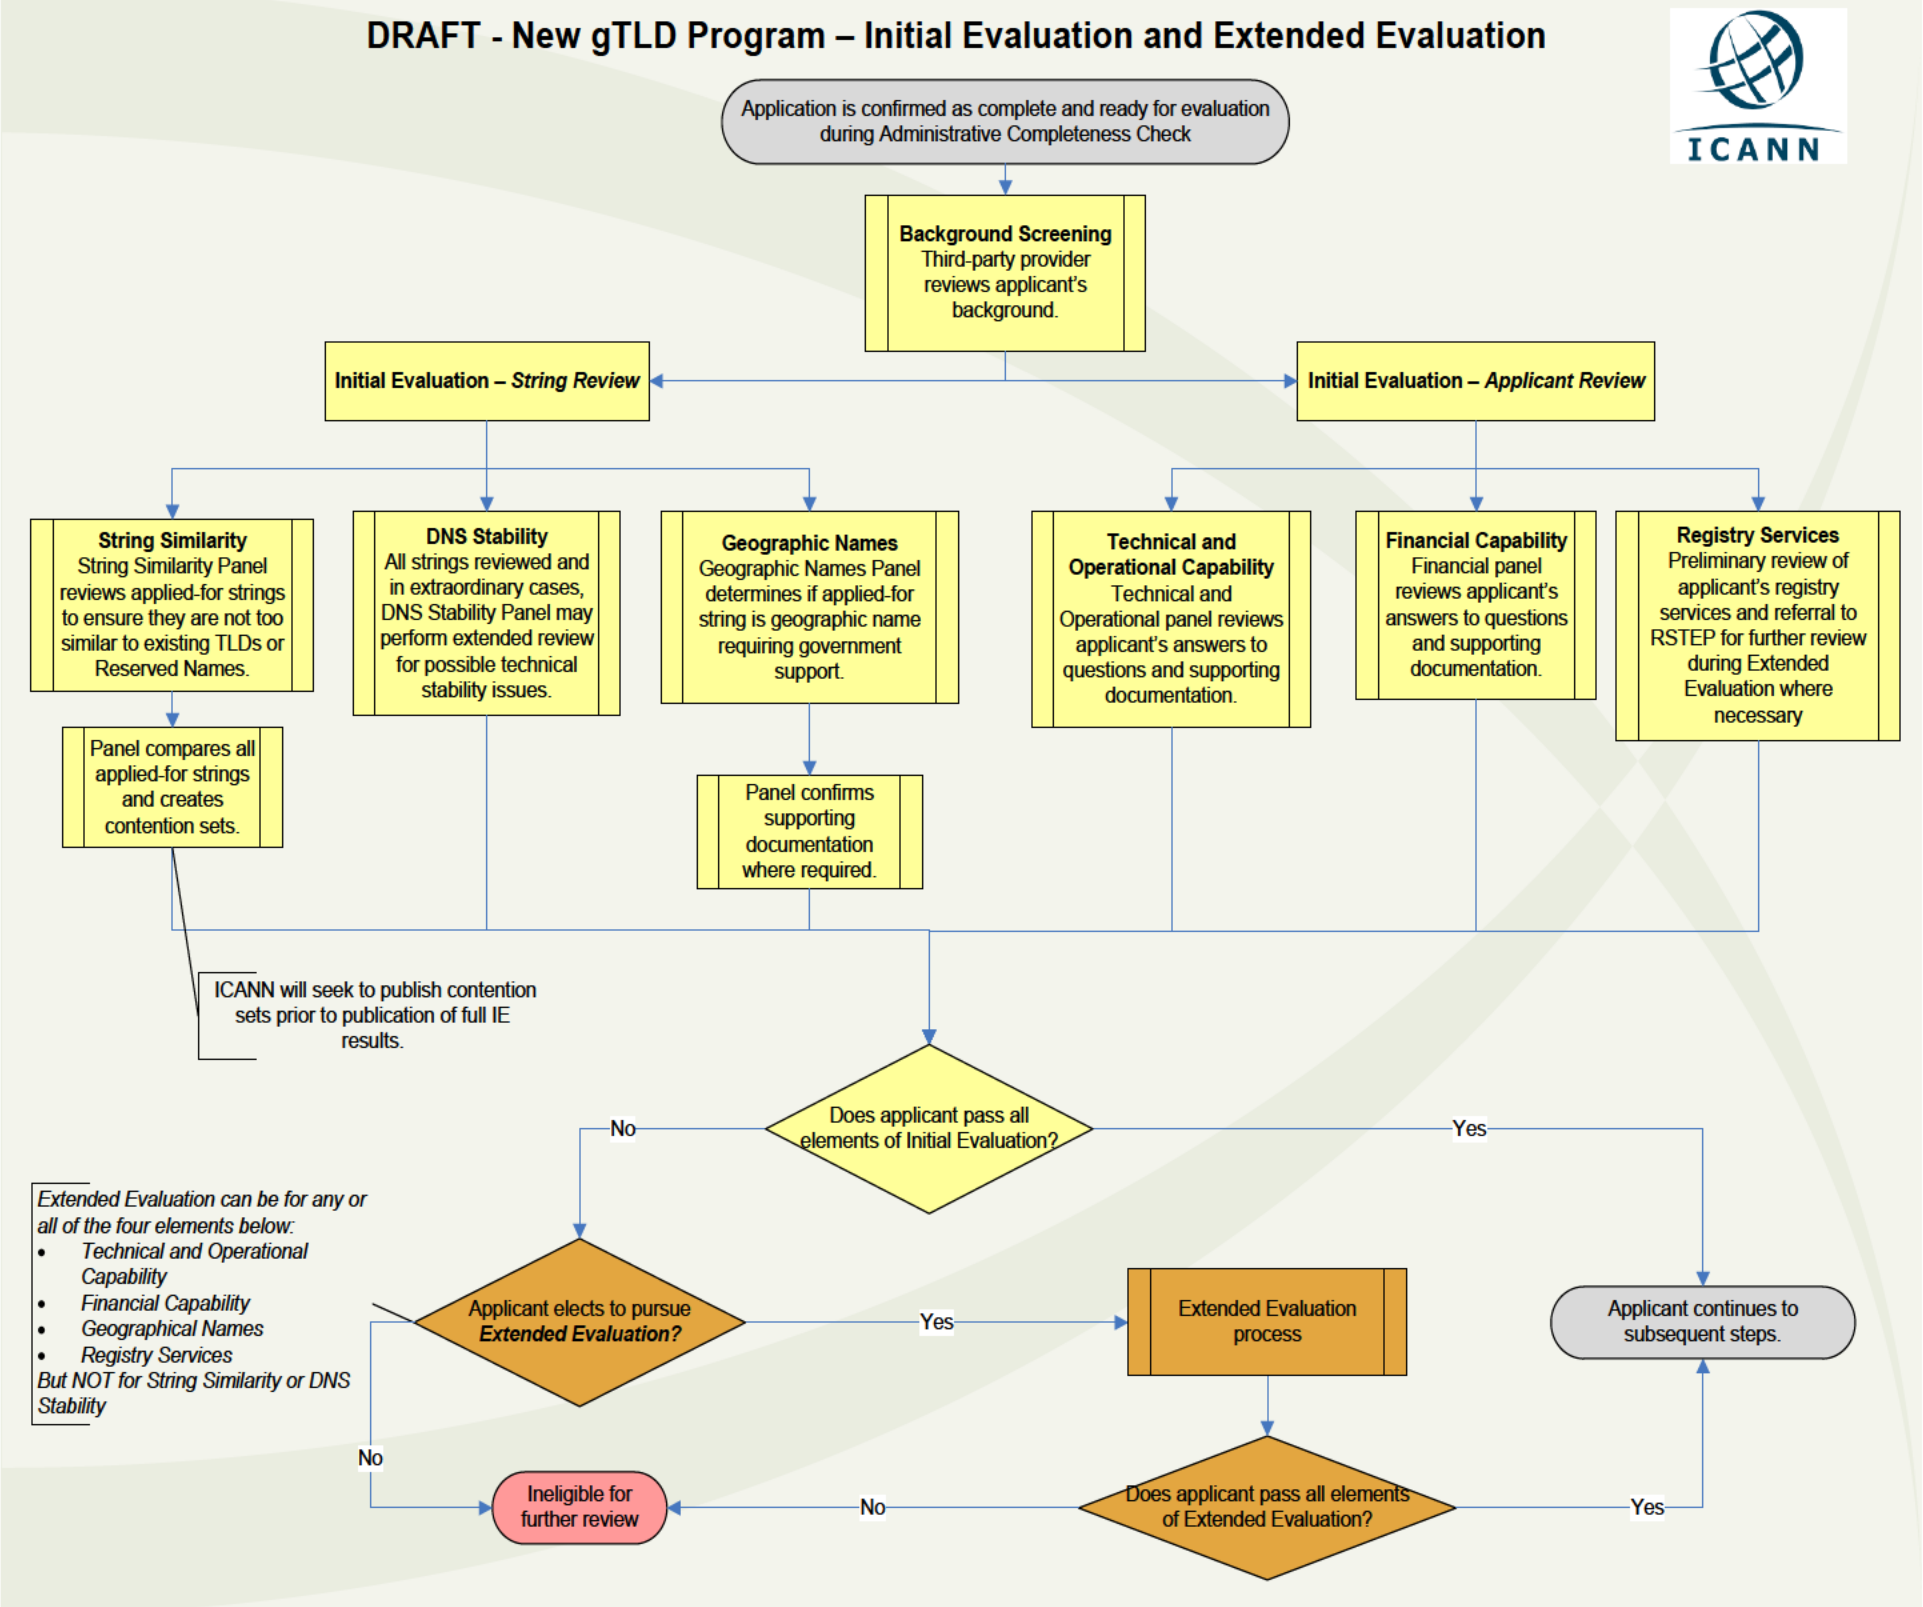 DRAFT - New gTLD Program – Initial Evaluation and Extended Evaluation
ICANN
Application is confirmed as complete and ready for evaluation
during Administrative Completeness Check
Background Screening
Third-party provider
reviews applicant's
background.
Initial Evaluation – String Review
Initial Evaluation – Applicant Review
String Similarity
String Similarity Panel
reviews applied-for strings
to ensure they are not too
similar to existing TLDs or
Reserved Names.
DNS Stability
All strings reviewed and
in extraordinary cases,
DNS Stability Panel may
perform extended review
for possible technical
stability issues.
Geographic Names
Geographic Names Panel
determines if applied-for
string is geographic name
requiring government
support.
Technical and
Operational Capability
Technical and
Operational panel reviews
applicant's answers to
questions and supporting
documentation.
Financial Capability
Financial panel
reviews applicant's
answers to questions
and supporting
documentation.
Registry Services
Preliminary review of
applicant's registry
services and referral to
RSTEP for further review
during Extended
Evaluation where
necessary
Panel compares all
applied-for strings
and creates
contention sets.
Panel confirms
supporting
documentation
where required.
ICANN will seek to publish contention
sets prior to publication of full IE
results.
Does applicant pass all
elements of Initial Evaluation?
No
Yes
Extended Evaluation can be for any or
all of the four elements below:
• Technical and Operational
Capability
• Financial Capability
• Geographical Names
• Registry Services
But NOT for String Similarity or DNS
Stability
Applicant elects to pursue
Extended Evaluation?
Yes
Extended Evaluation
process
Applicant continues to
subsequent steps.
No
Ineligible for
further review
No
Does applicant pass all elements
of Extended Evaluation?
Yes